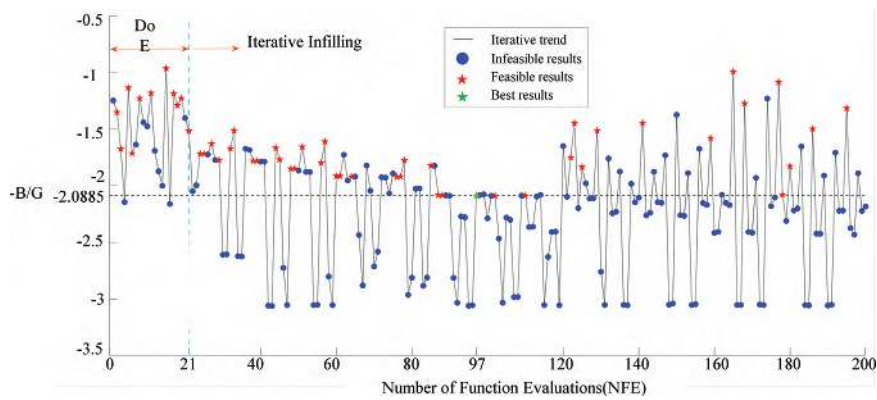 -0.5
Do
E
Iterative Infilling
Iterative trend
Infeasible results
Feasible results
Best results
-1
-1.5
-2
-B/G
-2.0885
-2.5
-3
-3.5
0
21
40
60
80
97
120
140
160
180
200
Number of Function Evaluations(NFE)